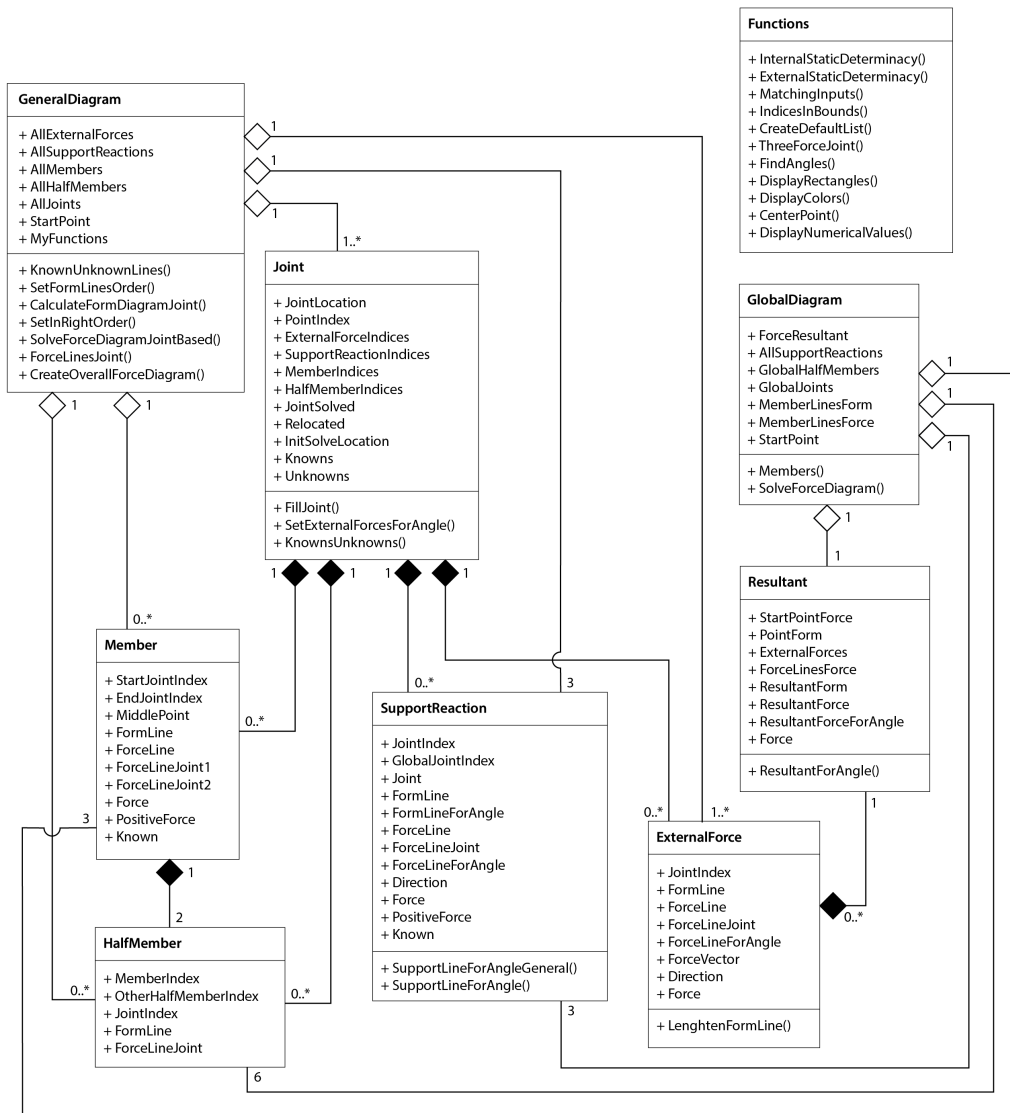 Functions
+ InternalStaticDeterminacy()
+ ExternalStaticDeterminacy()
+ MatchingInputs()
+ IndicesInBounds()
+ CreateDefaultList()
+ ThreeForceJoint()
+ FindAngles()
+ DisplayRectangles()
+ DisplayColors()
+ CenterPoint()
+ DisplayNumericalValues()
GeneralDiagram
+ AllExternalForces
+ AllSupportReactions
+ AllMembers
+ AllHalfMembers
+ AllJoints
+ StartPoint
+ MyFunctions
+ KnownUnknownLines()
+ SetFormLinesOrder()
+ CalculateFormDiagramJoint()
+ SetInRightOrder()
+ SolveForceDiagramJointBased()
+ ForceLinesJoint()
+ CreateOverallForceDiagram()
1
1
1
1
1
1..*
Joint
+ JointLocation
+ PointIndex
+ ExternalForceIndices
+ SupportReactionIndices
+ MemberIndices
+ HalfMemberIndices
+ JointSolved
+ Relocated
+ InitSolveLocation
+ Knowns
+ Unknowns
+ FillJoint()
+ SetExternalForcesForAngle()
+ KnownsUnknowns()
1
1
1
1
GlobalDiagram
+ ForceResultant
+ AllSupportReactions
+ GlobalHalfMembers
+ GlobalJoints
+ MemberLinesForm
+ MemberLinesForce
+ StartPoint
+ Members()
+ SolveForceDiagram()
1
1
1
1
1
Resultant
+ StartPointForce
+ PointForm
+ ExternalForces
+ ForceLinesForce
+ ResultantForm
+ ResultantForce
+ ResultantForceForAngle
+ Force
+ ResultantForAngle()
1
0..*
Member
+ StartJointIndex
+ EndJointIndex
+ MiddlePoint
+ FormLine
+ ForceLine
+ ForceLineJoint1
+ ForceLineJoint2
+ Force
+ PositiveForce
+ Known
0..*
3
1
2
0..*
3
SupportReaction
+ JointIndex
+ GlobalJointIndex
+ Joint
+ FormLine
+ FormLineForAngle
+ ForceLine
+ ForceLineJoint
+ ForceLineForAngle
+ Direction
+ Force
+ PositiveForce
+ Known
+ SupportLineForAngleGeneral()
+ SupportLineForAngle()
3
0..*
1..*
ExternalForce
+ JointIndex
+ FormLine
+ ForceLine
+ ForceLineJoint
+ ForceLineForAngle
+ ForceVector
+ Direction
+ Force
+ LenghtenFormLine()
0..*
HalfMember
+ MemberIndex
+ OtherHalfMemberIndex
+ JointIndex
+ FormLine
+ ForceLineJoint
0..*
0..*
6